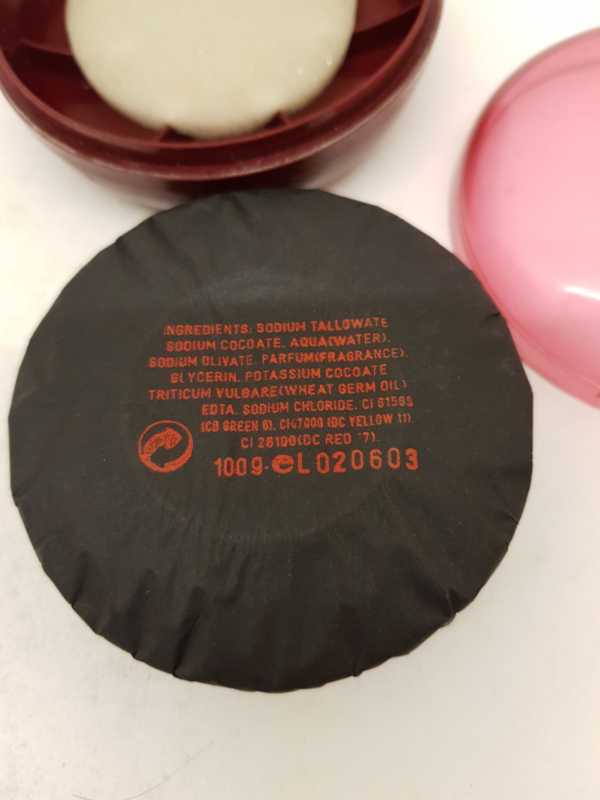 INGREDIENTS: SODIUM TALLOWATE
SODIUM COCOATE. AQUA(WATER).
SODIUM OLIVATE. PARFUM(FRAGRANCE).
GLYCERIN. POTASSIUM COCOATE
TRITICUM VULGARE(WHEAT GERM OIL)
EDTA. SODIUM CHLORIDE. CI 61565
(CD GREEN 6). CI47000 (DC YELLOW 11)
CI 26100(DC RED 17).
100g.eL020603